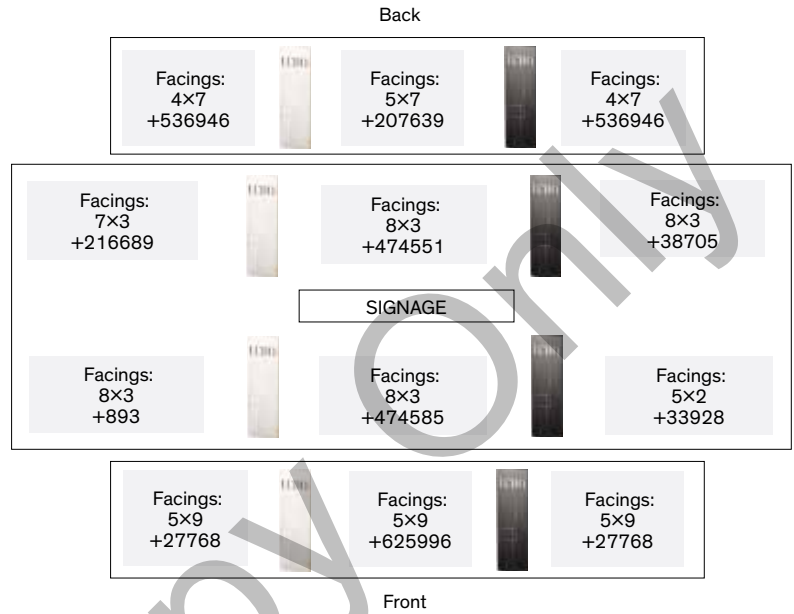 Back
Facings:
4×7
+536946
Facings:
5×7
+207639
Facings:
4×7
+536946
Facings:
7×3
+216689
Facings:
8×3
+474551
Facings:
8×3
+38705
SIGNAGE
Facings:
8×3
+893
Facings:
8×3
+474585
Facings:
5×2
+33928
Facings:
5×9
+27768
Facings:
5×9
+625996
Facings:
5×9
+27768
Front
Only